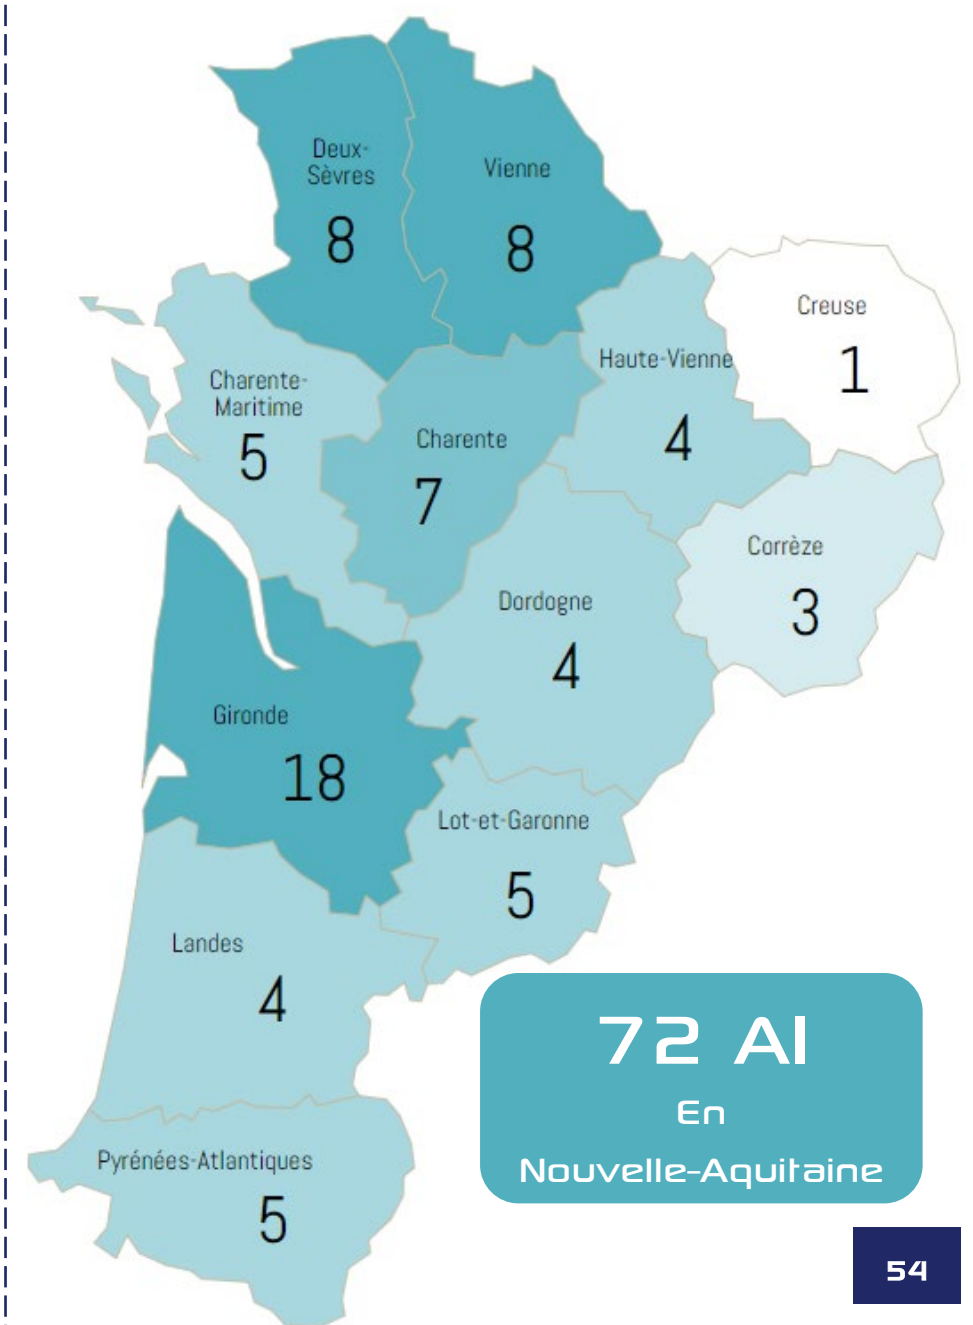 Deux-
Sèvres
8
Vienne
8
Creuse
1
Haute-Vienne
4
Charente-
Maritime
5
Charente
7
Corrèze
3
Dordogne
4
Gironde
18
Lot-et-Garonne
5
Landes
4
72 AI
En
Nouvelle-Aquitaine
Pyrénées-Atlantiques
5
54